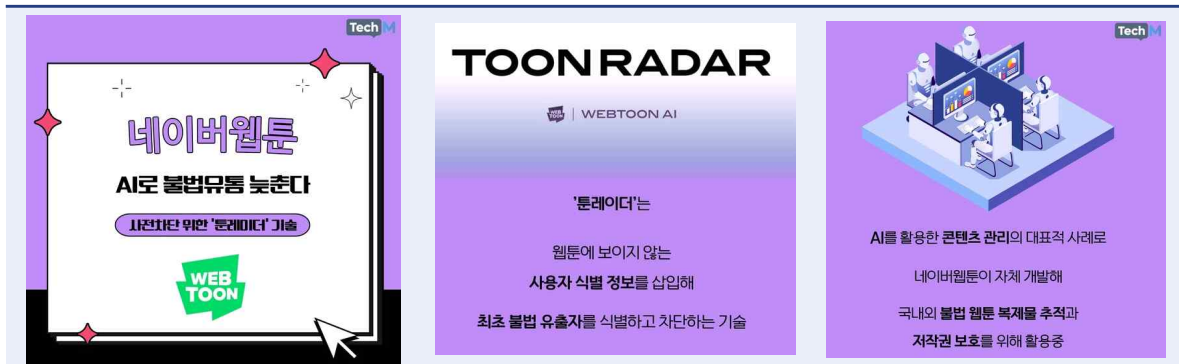 TechM
네이버웹툰
AI로 불법유통 늦춘다
사전차단 위한 '툰레이더' 기술
WEB
TOON
TOONRADAR
WEB
TOON | WEBTOON AI
'툰레이더'는
웹툰에 보이지 않는
사용자 식별 정보를 삽입해
최초 불법 유출자를 식별하고 차단하는 기술
TechM
AI를 활용한 콘텐츠 관리의 대표적 사례로
네이버웹툰이 자체 개발해
국내외 불법 웹툰 복제물 추적과
저작권 보호를 위해 활용중